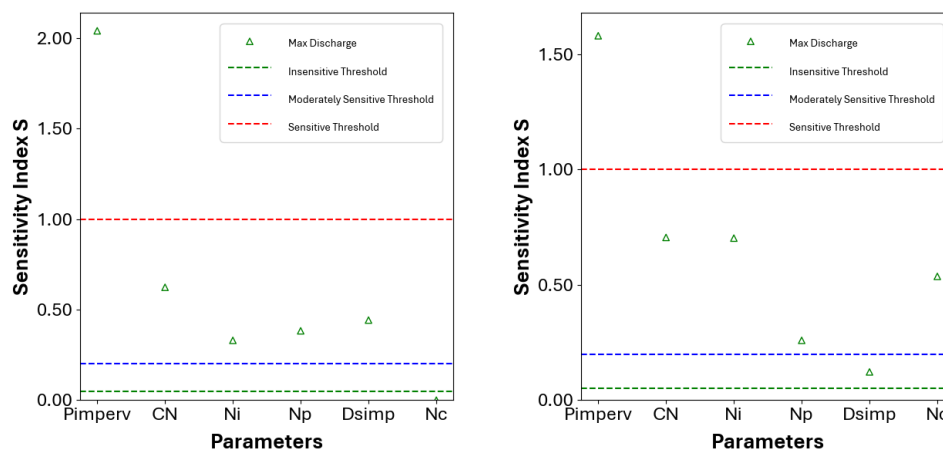 Sensitivity Index S
2.00
1.50
1.00
0.50
0.00
Max Discharge
Insensitive Threshold
Moderately Sensitive Threshold
Sensitive Threshold
Pimperv CN Ni Np Dsimp Nc
Parameters
Sensitivity Index S
1.50
1.00
0.50
0.00
Max Discharge
Insensitive Threshold
Moderately Sensitive Threshold
Sensitive Threshold
Pimperv CN Ni Np Dsimp
Parameters